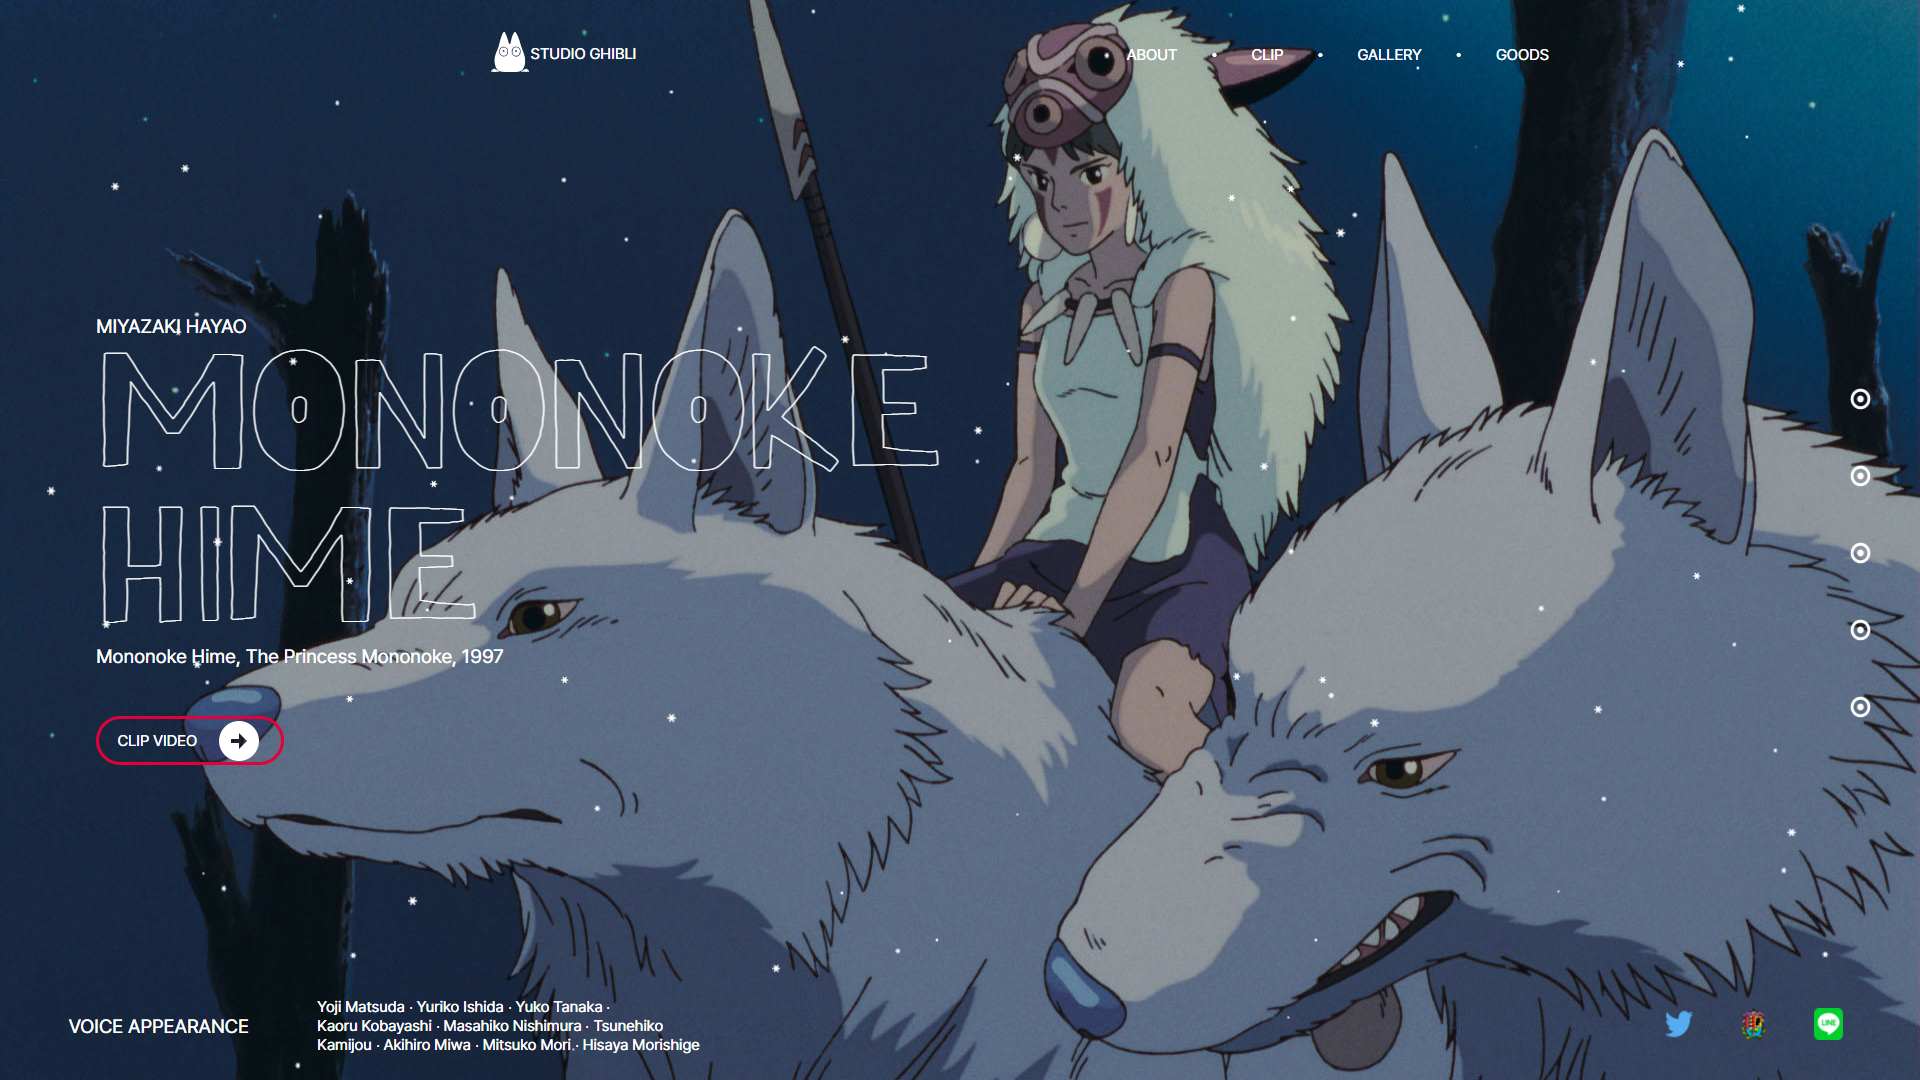 STUDIO GHIBLI
ABOUT • CLIP • GALLERY • GOODS
MIYAZAKI HAYAO
MONONOKE
HIME
Mononoke Hime, The Princess Mononoke, 1997
CLIP VIDEO
VOICE APPEARANCE
Yoji Matsuda · Yuriko Ishida · Yuko Tanaka ·
Kaoru Kobayashi · Masahiko Nishimura · Tsunehiko
Kamijou · Akihiro Miwa · Mitsuko Mori · Hisaya Morishige
LINE